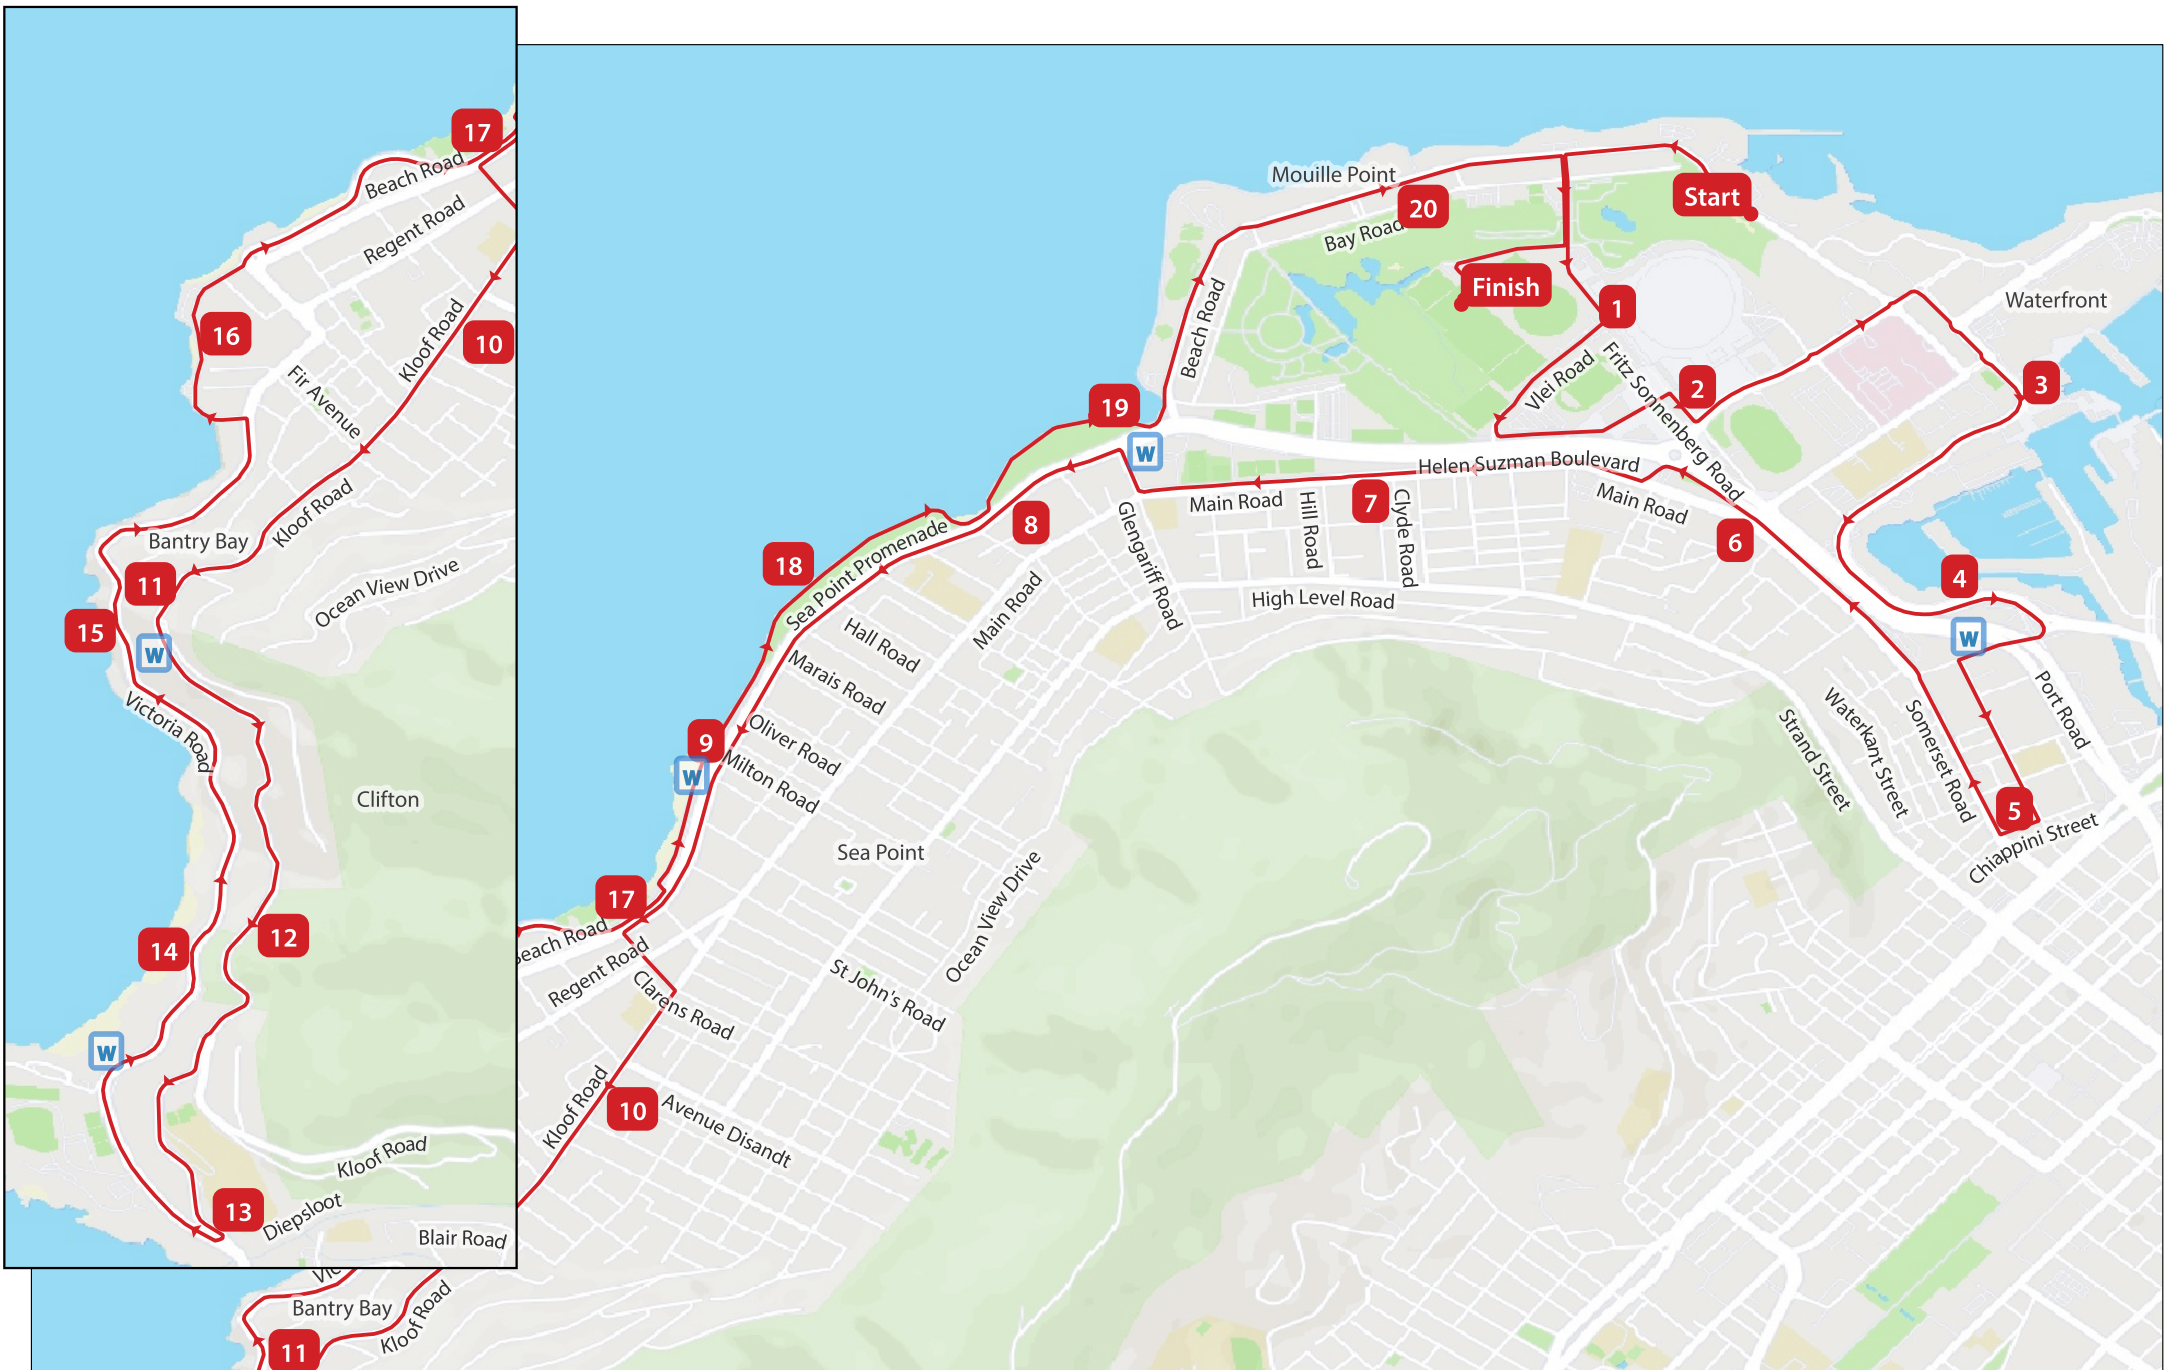 17
Beach Road
Regent Road
16
10
Kloof Road
Fir Avenue
Kloof Road
Bantry Bay
11
Ocean View Drive
15
W
Victoria Road
Clifton
12
14
W
Kloof Road
13
Diepsloot
Blair Road
Mouille Point
Start
20
Bay Road
Finish
1
Waterfront
Beach Road
Vlei Road
Fritz Sonnenberg Road
2
3
19
W
Helen Suzman Boulevard
Main Road
Hill Road
7
Clyde Road
Main Road
6
8
Glengariff Road
18
Sea Point Promenade
4
Main Road
High Level Road
W
Hall Road
Marais Road
Port Road
Oliver Road
9
W
Milton Road
Strand Street
Waterkant Street
Somerset Road
5
Chiappini Street
Sea Point
17
Beach Road
Regent Road
Ocean View Drive
Clarens Road
St John's Road
Kloof Road
10
Avenue Disandt
Vic
Bantry Bay
Kloof Road
11